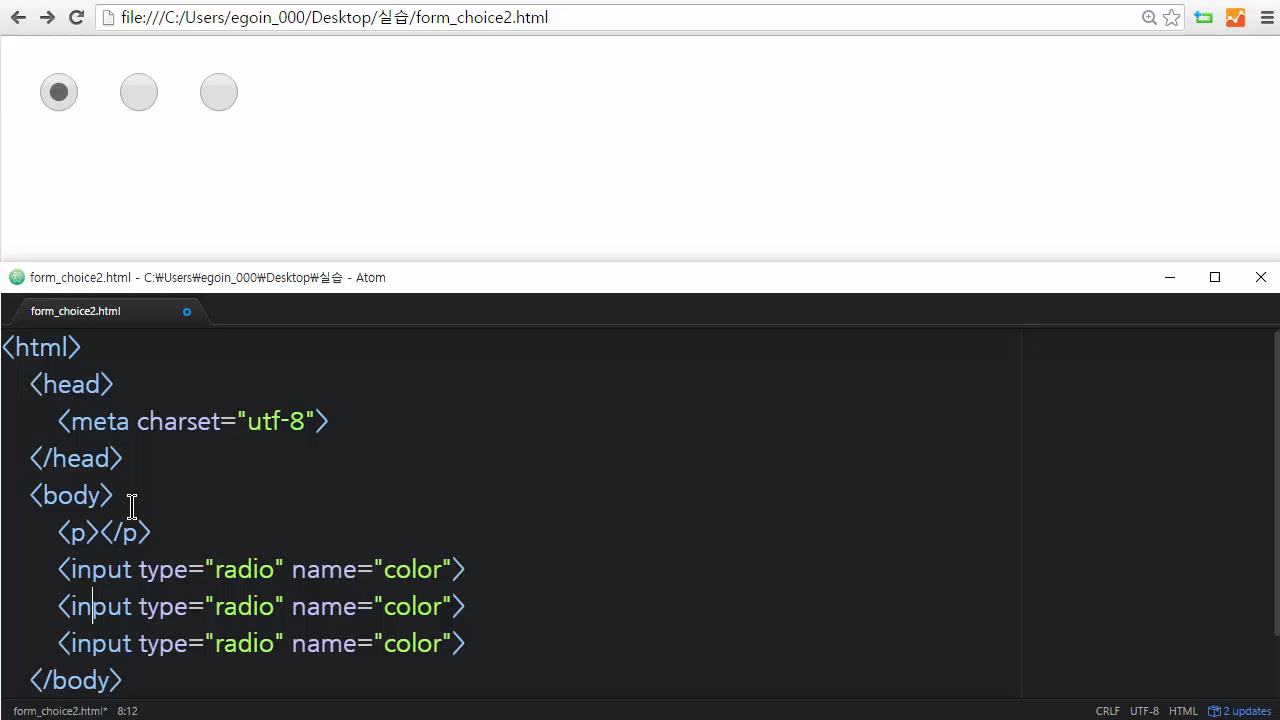 file:///C:/Users/egoin_000/Desktop/실습/form_choice2.html
form_choice2.html - C:₩Users₩egoin_000₩Desktop₩실습 - Atom
form_choice2.html
<html>
<head>
<meta charset="utf-8">
</head>
<body>
<p></p>
<input type="radio" name="color">
<input type="radio" name="color">
<input type="radio" name="color">
</body>
form_choice2.html* 8:12 CRLF UTF-8 HTML 2 updates